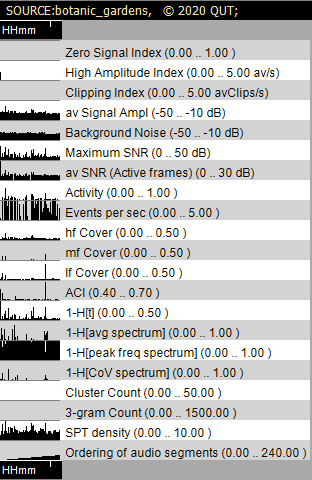 SOURCE:botanic_gardens,   © 2020 QUT;
HHmm
Zero Signal Index (0.00 .. 1.00 )
High Amplitude Index (0.00 .. 5.00 av/s)
Clipping Index (0.00 .. 5.00 avClips/s)
av Signal Ampl (-50 .. -10 dB)
Background Noise (-50 .. -10 dB)
Maximum SNR (0 .. 50 dB)
av SNR (Active frames) (0 .. 30 dB)
Activity (0.00 .. 1.00 )
Events per sec (0.00 .. 5.00 )
hf Cover (0.00 .. 0.50 )
mf Cover (0.00 .. 0.50 )
lf Cover (0.00 .. 0.50 )
ACI (0.40 .. 0.70 )
1-H[t] (0.00 .. 0.50 )
1-H[avg spectrum] (0.00 .. 1.00 )
1-H[peak freq spectrum] (0.00 .. 1.00 )
1-H[CoV spectrum] (0.00 .. 1.00 )
Cluster Count (0.00 .. 50.00 )
3-gram Count (0.00 .. 1500.00 )
SPT density (0.00 .. 10.00 )
Ordering of audio segments (0.00 .. 240.00 )
HHmm